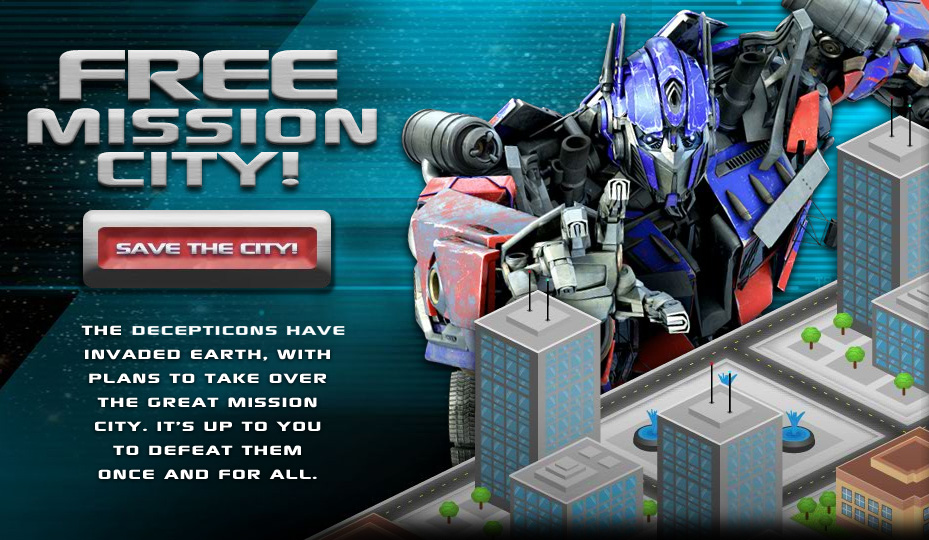 FREE
MISSION
CITY!
SAVE THE CITY!
THE DECEPTICONS HAVE
INVADED EARTH, WITH
PLANS TO TAKE OVER
THE GREAT MISSION
CITY. IT'S UP TO YOU
TO DEFEAT THEM
ONCE AND FOR ALL.